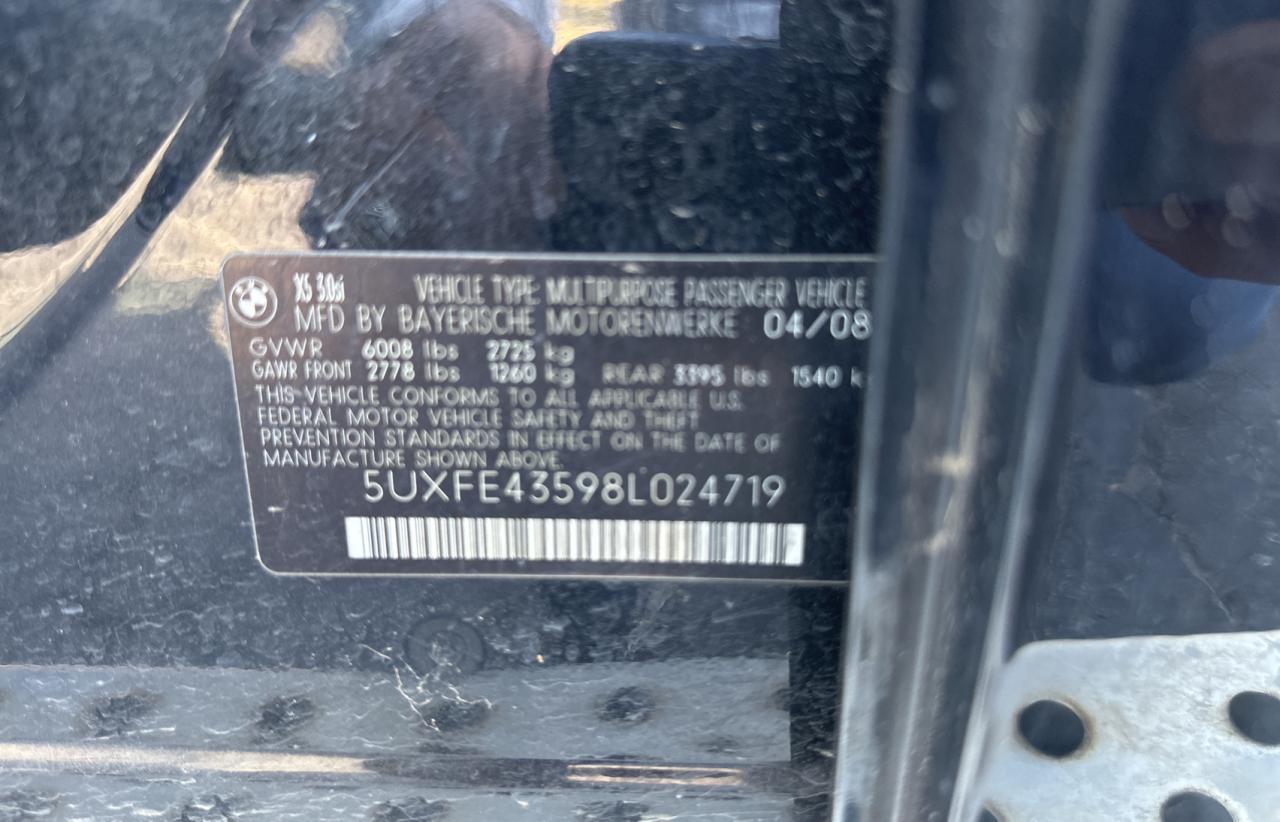 X5 3.0si VEHICLE TYPE MULTIPURPOSE PASSENGER VEHICLE
MFD BY BAYERISCHE MOTORENWERKE 04/08
GVWR 6008 lbs 2725 kg
GAWR FRONT 2778 lbs 1260 kg REAR 3395 lbs 1540 k
THIS VEHICLE CONFORMS TO ALL APPLICABLE U.S.
FEDERAL MOTOR VEHICLE SAFETY AND THEFT
PREVENTION STANDARDS IN EFFECT ON THE DATE OF
MANUFACTURE SHOWN ABOVE.
5UXFE43598L024719